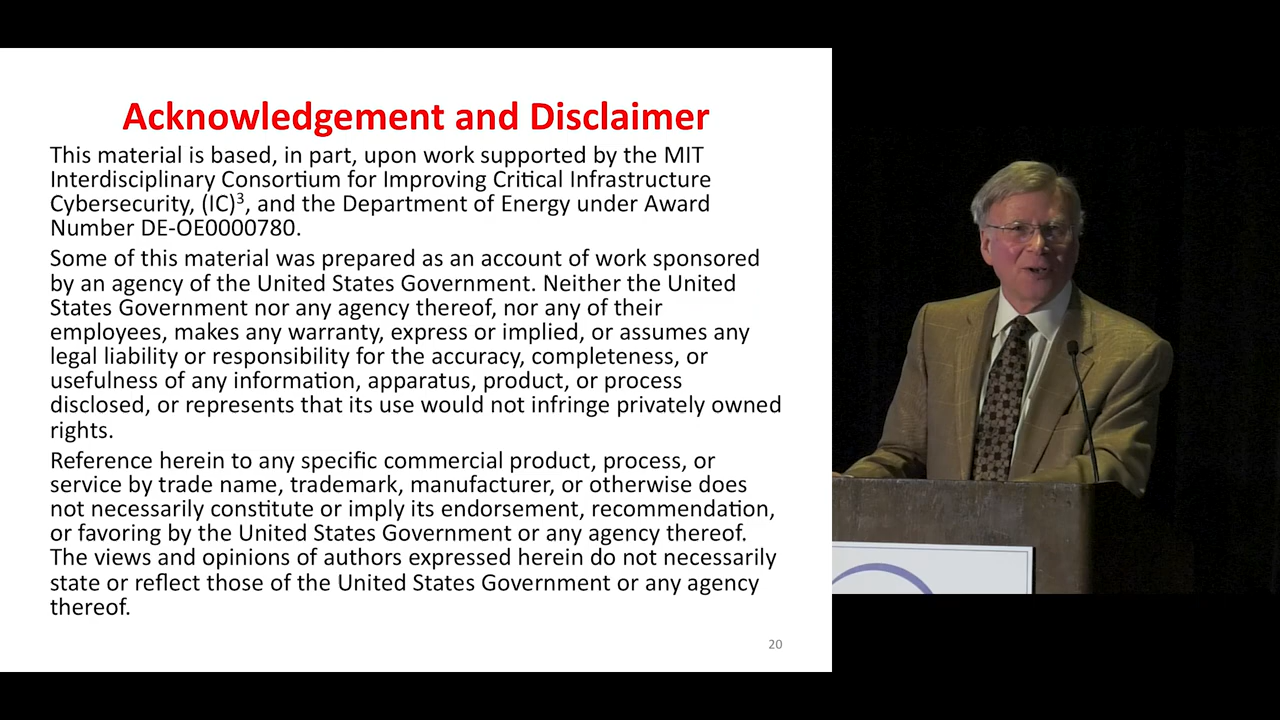 Acknowledgement and Disclaimer
This material is based, in part, upon work supported by the MIT
Interdisciplinary Consortium for Improving Critical Infrastructure
Cybersecurity, (IC)³, and the Department of Energy under Award
Number DE-OE0000780.
Some of this material was prepared as an account of work sponsored
by an agency of the United States Government. Neither the United
States Government nor any agency thereof, nor any of their
employees, makes any warranty, express or implied, or assumes any
legal liability or responsibility for the accuracy, completeness, or
usefulness of any information, apparatus, product, or process
disclosed, or represents that its use would not infringe privately owned
rights.
Reference herein to any specific commercial product, process, or
service by trade name, trademark, manufacturer, or otherwise does
not necessarily constitute or imply its endorsement, recommendation,
or favoring by the United States Government or any agency thereof.
The views and opinions of authors expressed herein do not necessarily
state or reflect those of the United States Government or any agency
thereof.
20